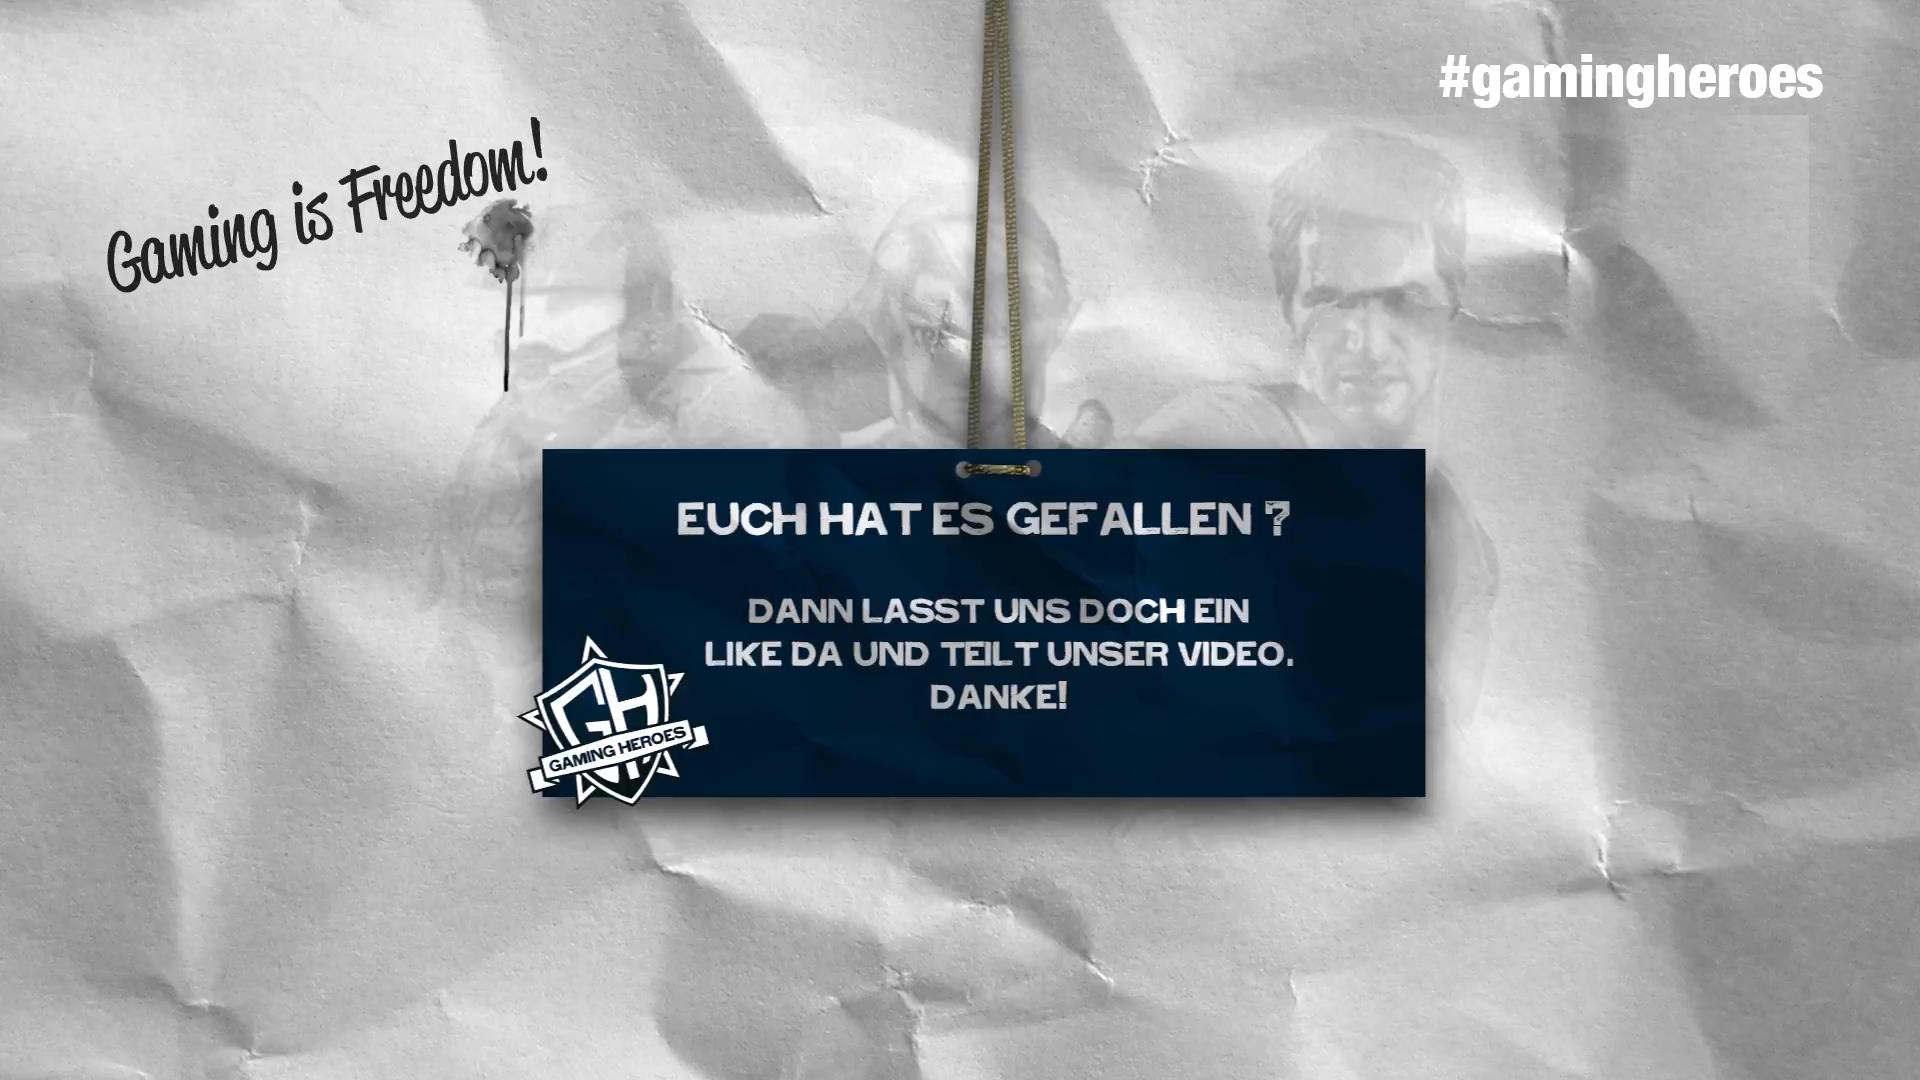 #gamingheroes
Gaming is Freedom!
EUCH HAT ES GEFALLEN ?
DANN LASST UNS DOCH EIN
LIKE DA UND TEILT UNSER VIDEO.
DANKE!
GH
GAMING HEROES